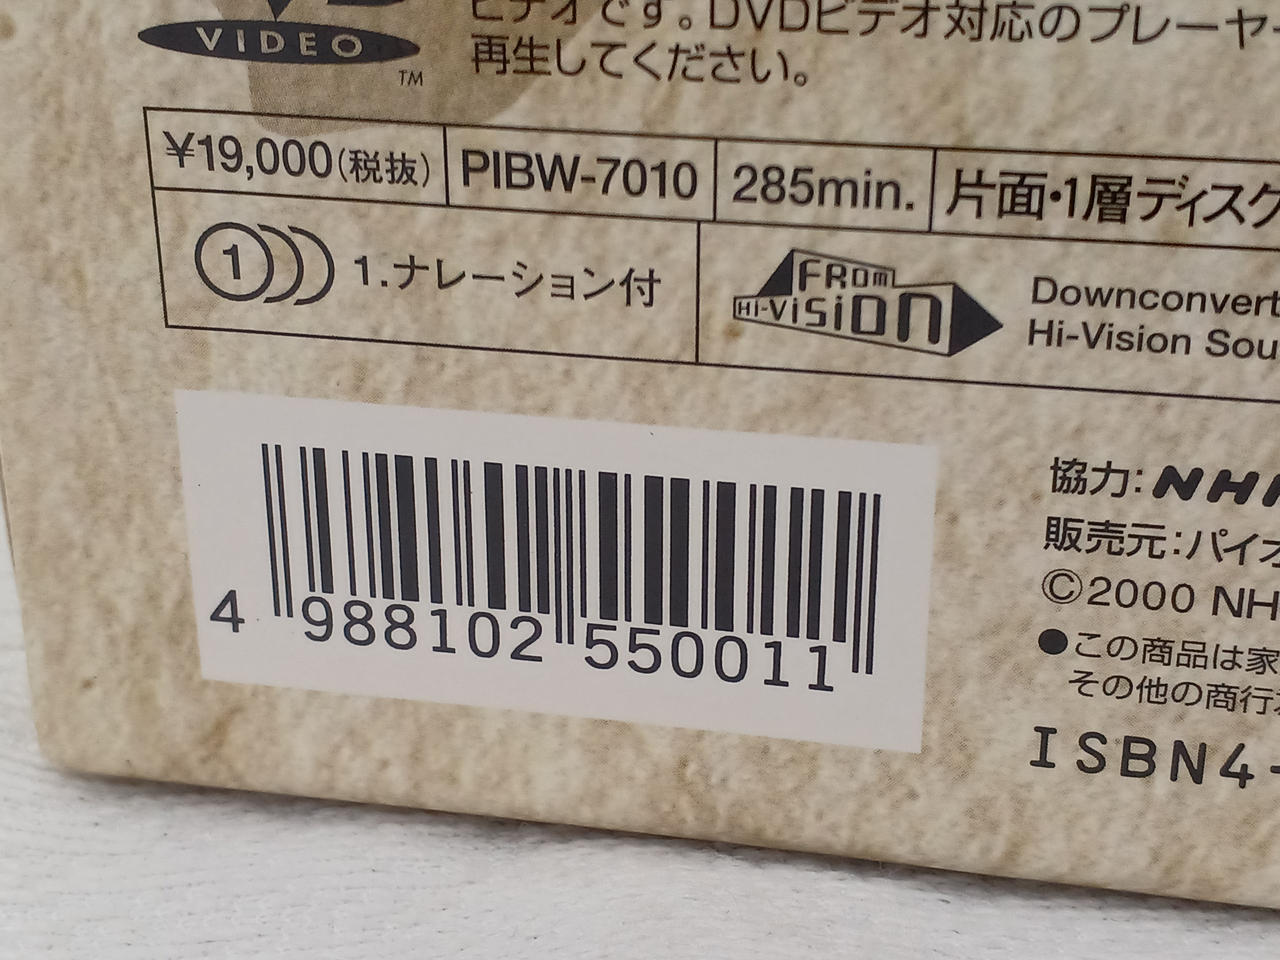 ビデオです。DVDビデオ対応のプレーヤー
VIDEO
TM
再生してください。
¥19,000(税抜)
PIBW-7010
285min.
片面・1層ディスク
1
1.ナレーション付
FROM
HI-VISION
Downconvert
Hi-Vision Sou
4 988102 550011
協力:NHK
販売元:パイオ
©2000 NH
●この商品は家
その他の商行為
ISBN4-